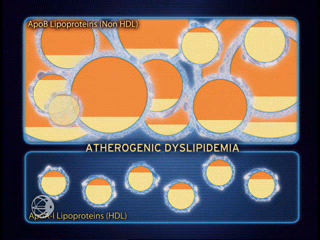 ApoB Lipoproteins (Non HDL)
ATHEROGENIC DYSLIPIDEMIA
ApoA-I Lipoproteins (HDL)